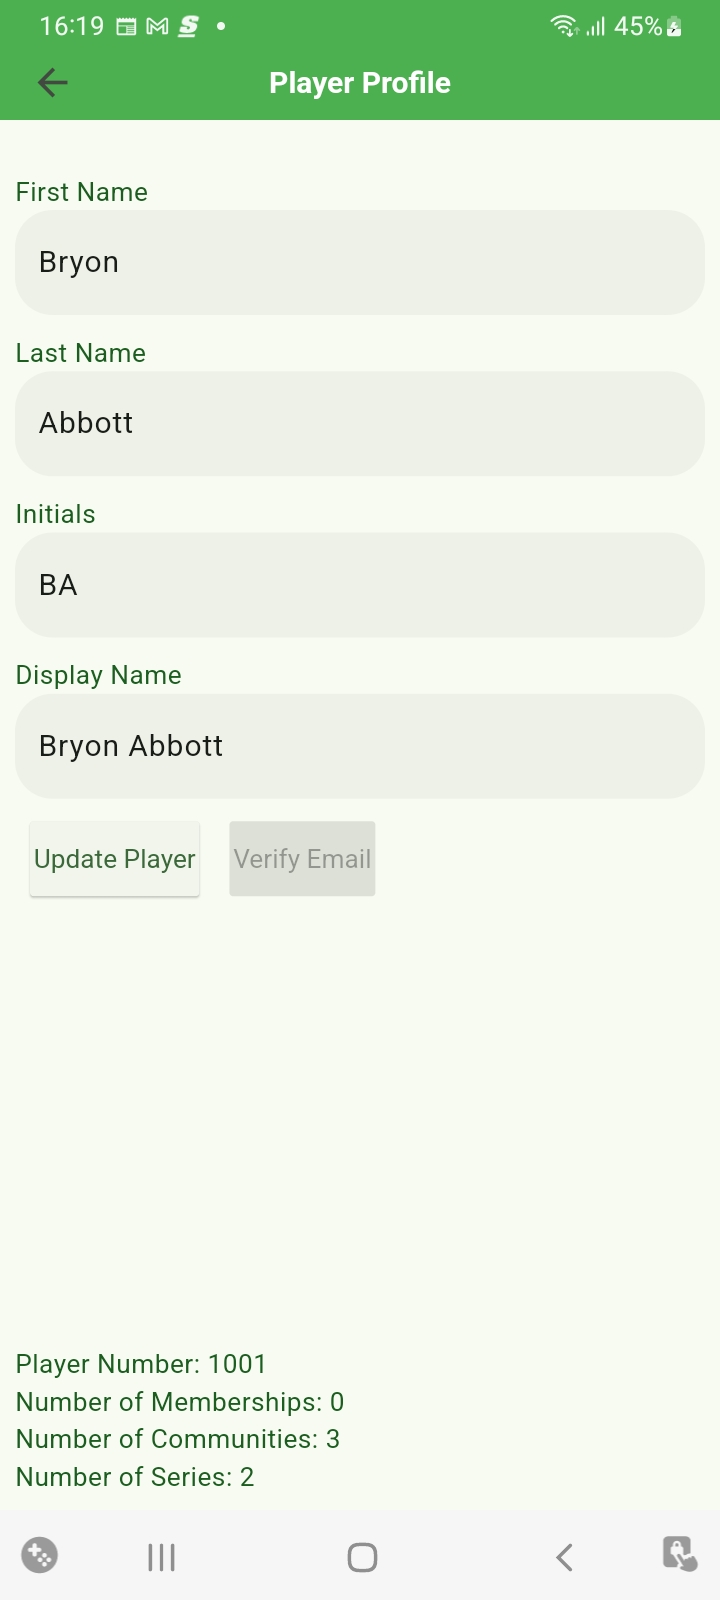 16:19
45%
Player Profile
First Name
Bryon
Last Name
Abbott
Initials
BA
Display Name
Bryon Abbott
Update Player
Verify Email
Player Number: 1001
Number of Memberships: 0
Number of Communities: 3
Number of Series: 2